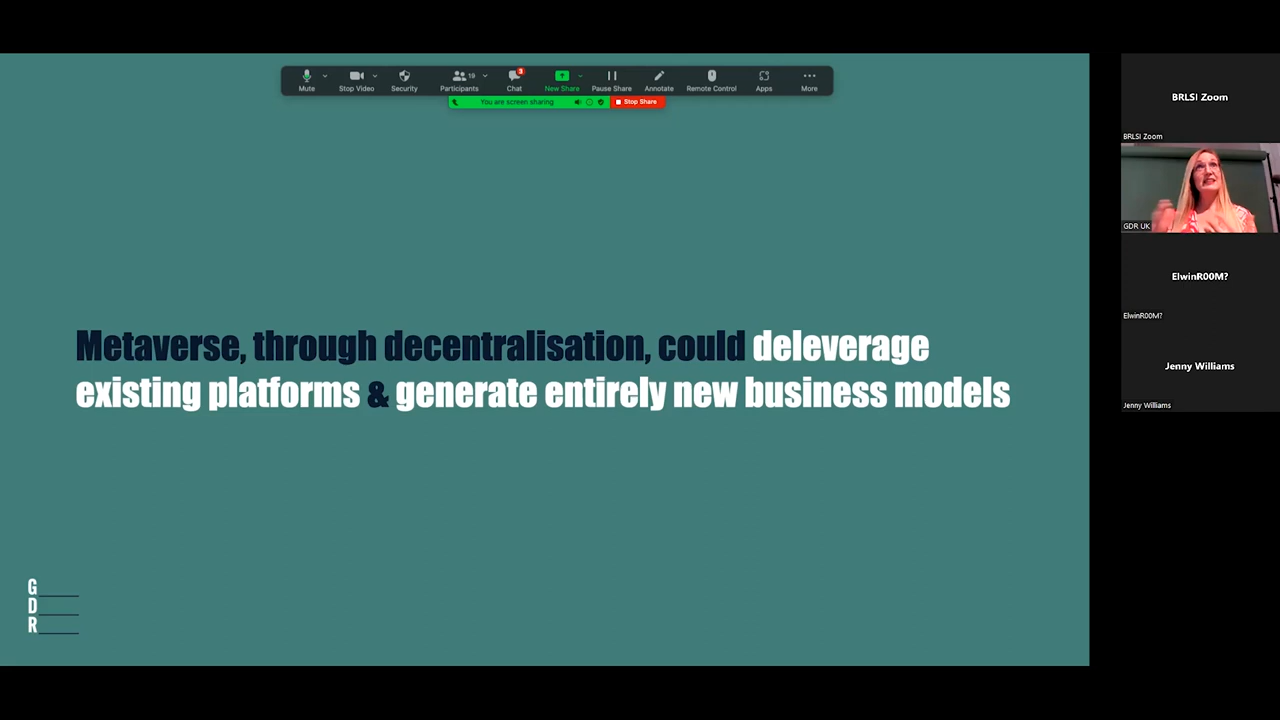 19
3
Mute
Stop Video
Security
Participants
Chat
New Share
Pause Share
Annotate
Remote Control
Apps
More
You are screen sharing
Stop Share
BRLSI Zoom
BRLSI Zoom
GDR UK
ElwinR00M?
ElwinR00M?
Jenny Williams
Jenny Williams
Metaverse, through decentralisation, could deleverage
existing platforms & generate entirely new business models
G
D
R